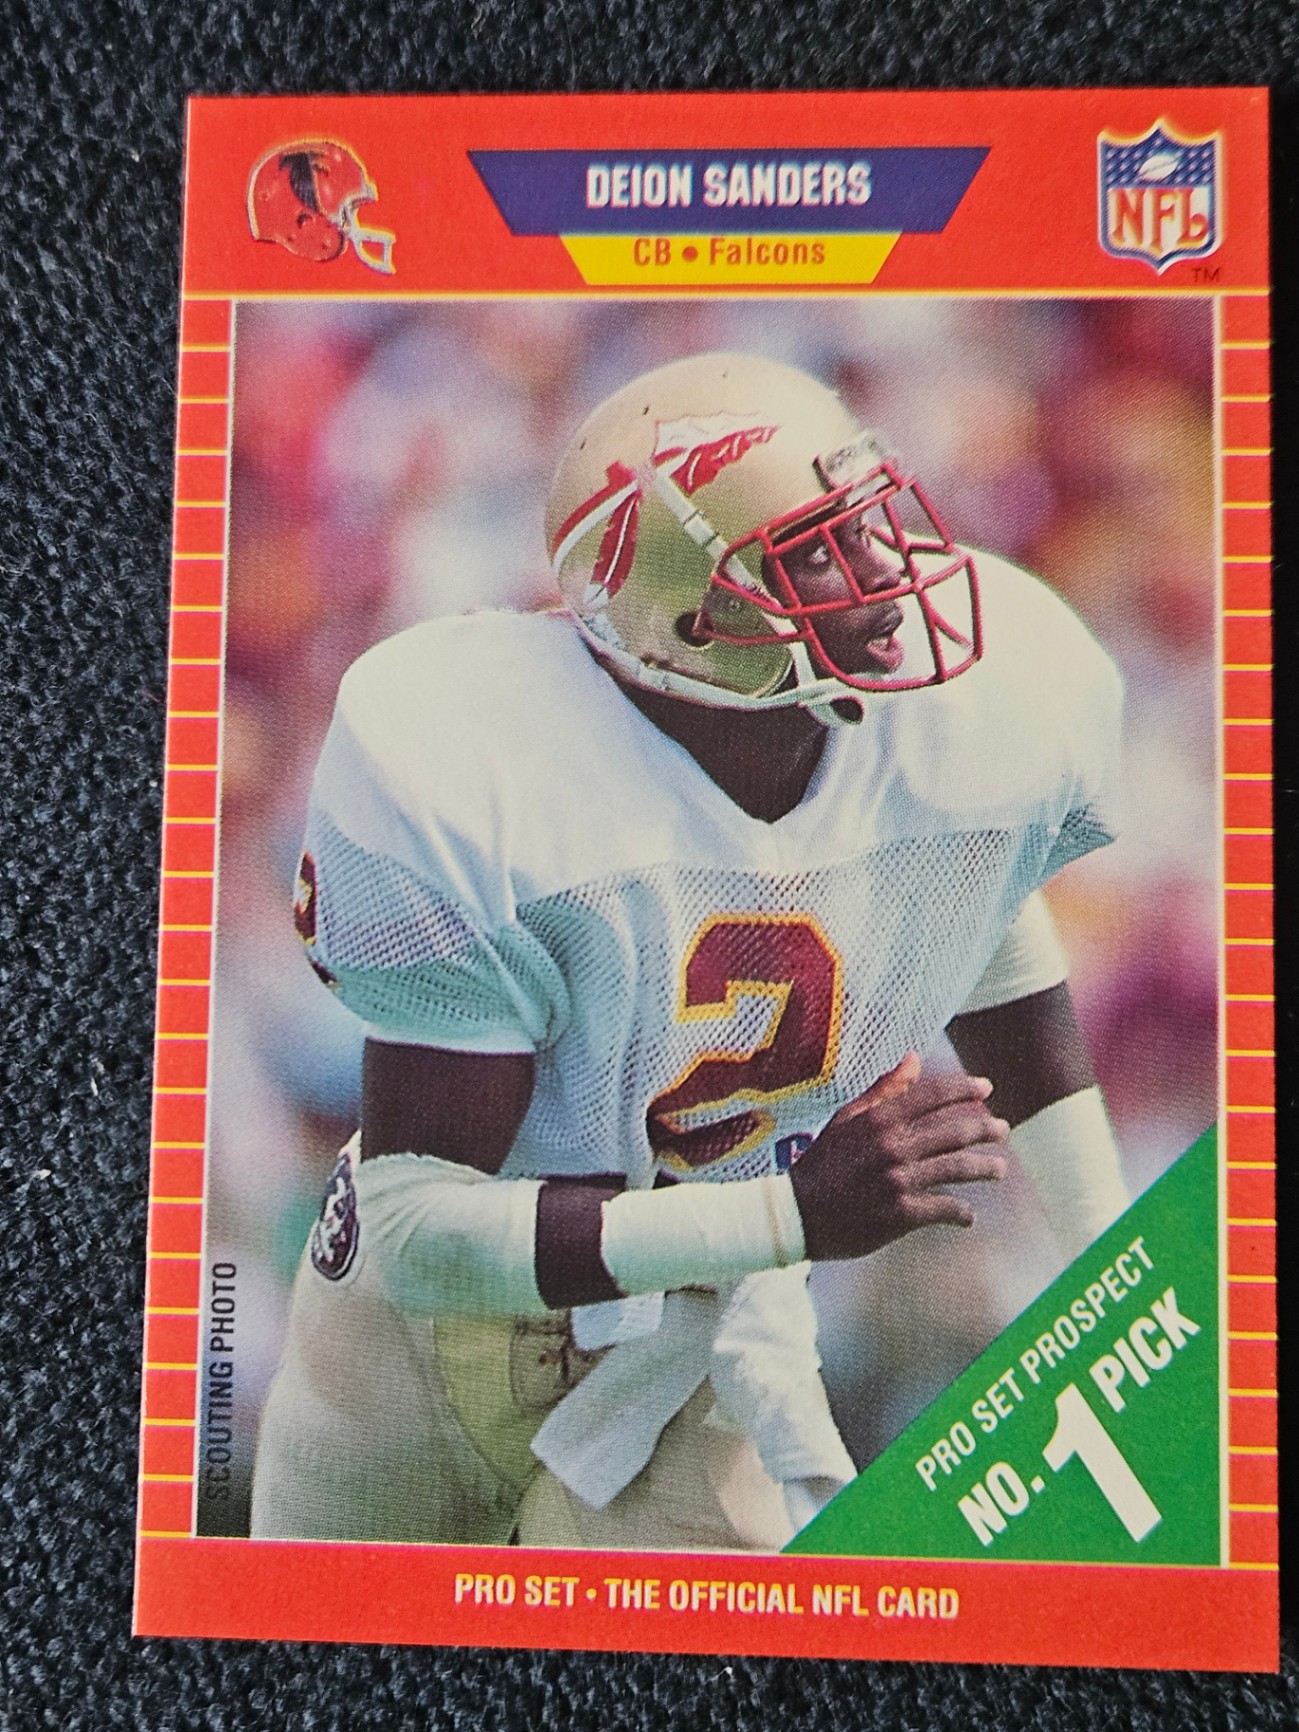 DEION SANDERS
CB • Falcons
NFL
TM
2
2
SCOUTING PHOTO
PRO SET PROSPECT
NO. 1 PICK
PRO SET • THE OFFICIAL NFL CARD